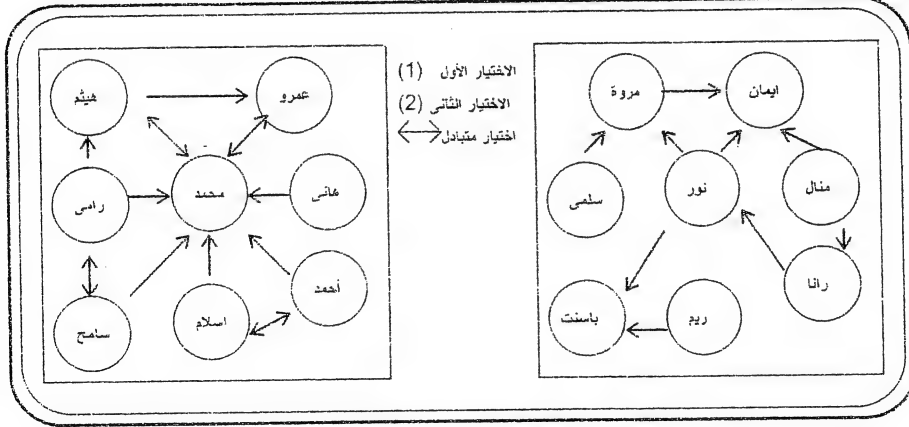 الاختيار الأول (1)
الاختيار الثانى (2)
اختيار متبادل
ايمان
مروة
منال
نور
سلمى
رانا
ريم
باسنت
عمرو
هيثم
هانى
محمد
رامى
أحمد
اسلام
سامح